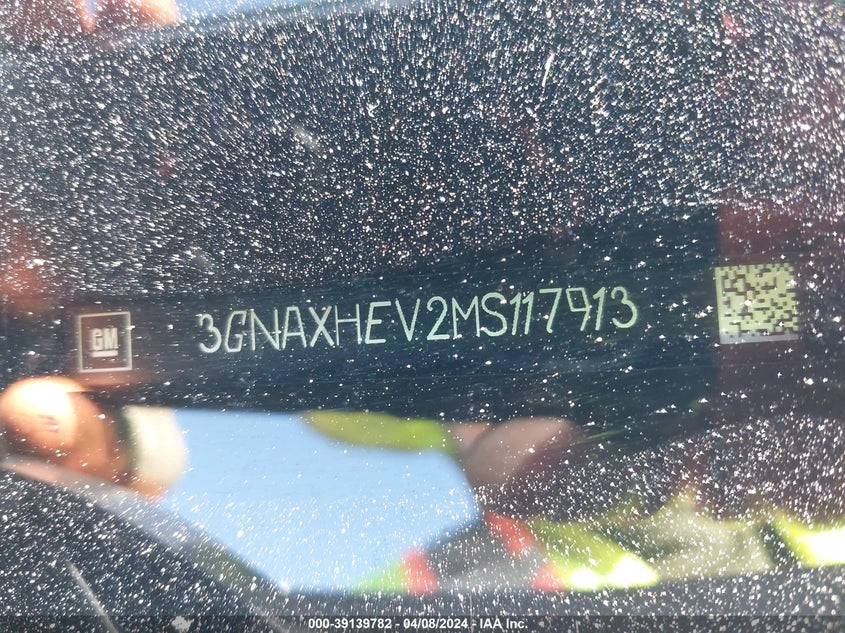 3GNAXHEV2MS117913
GM
000-39139782 - 04/08/2024 - IAA Inc.